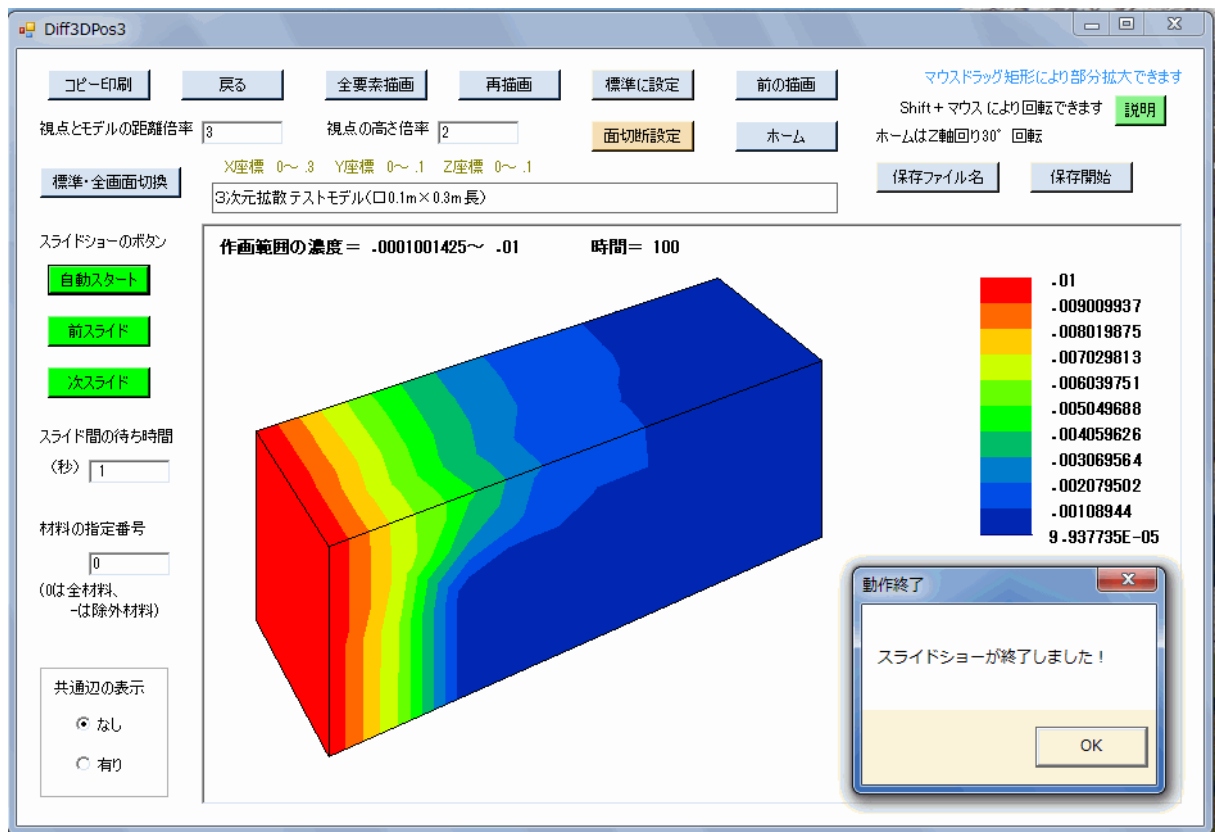 Diff3DPos3
コピー印刷
戻る
全要素描画
再描画
標準に設定
前の描画
マウスドラッグ矩形により部分拡大できます
Shift+マウス により回転できます
説明
視点とモデルの距離倍率 3
視点の高さ倍率 2
面切断設定
ホーム
ホームはZ軸回り30° 回転
X座標 0～ .3 Y座標 0～ .1 Z座標 0～ .1
標準・全画面切換
3次元拡散テストモデル(口0.1m×0.3m長)
保存ファイル名
保存開始
スライドショーのボタン
自動スタート
前スライド
次スライド
スライド間の待ち時間
(秒) 1
材料の指定番号
0
(0は全材料、
-は除外材料)
共通辺の表示
なし
有り
作画範囲の濃度＝ .0001001425～ .01 時間＝ 100
.01
.009009937
.008019875
.007029813
.006039751
.005049688
.004059626
.003069564
.002079502
.00108944
9.937735E-05
動作終了
スライドショーが終了しました！
OK